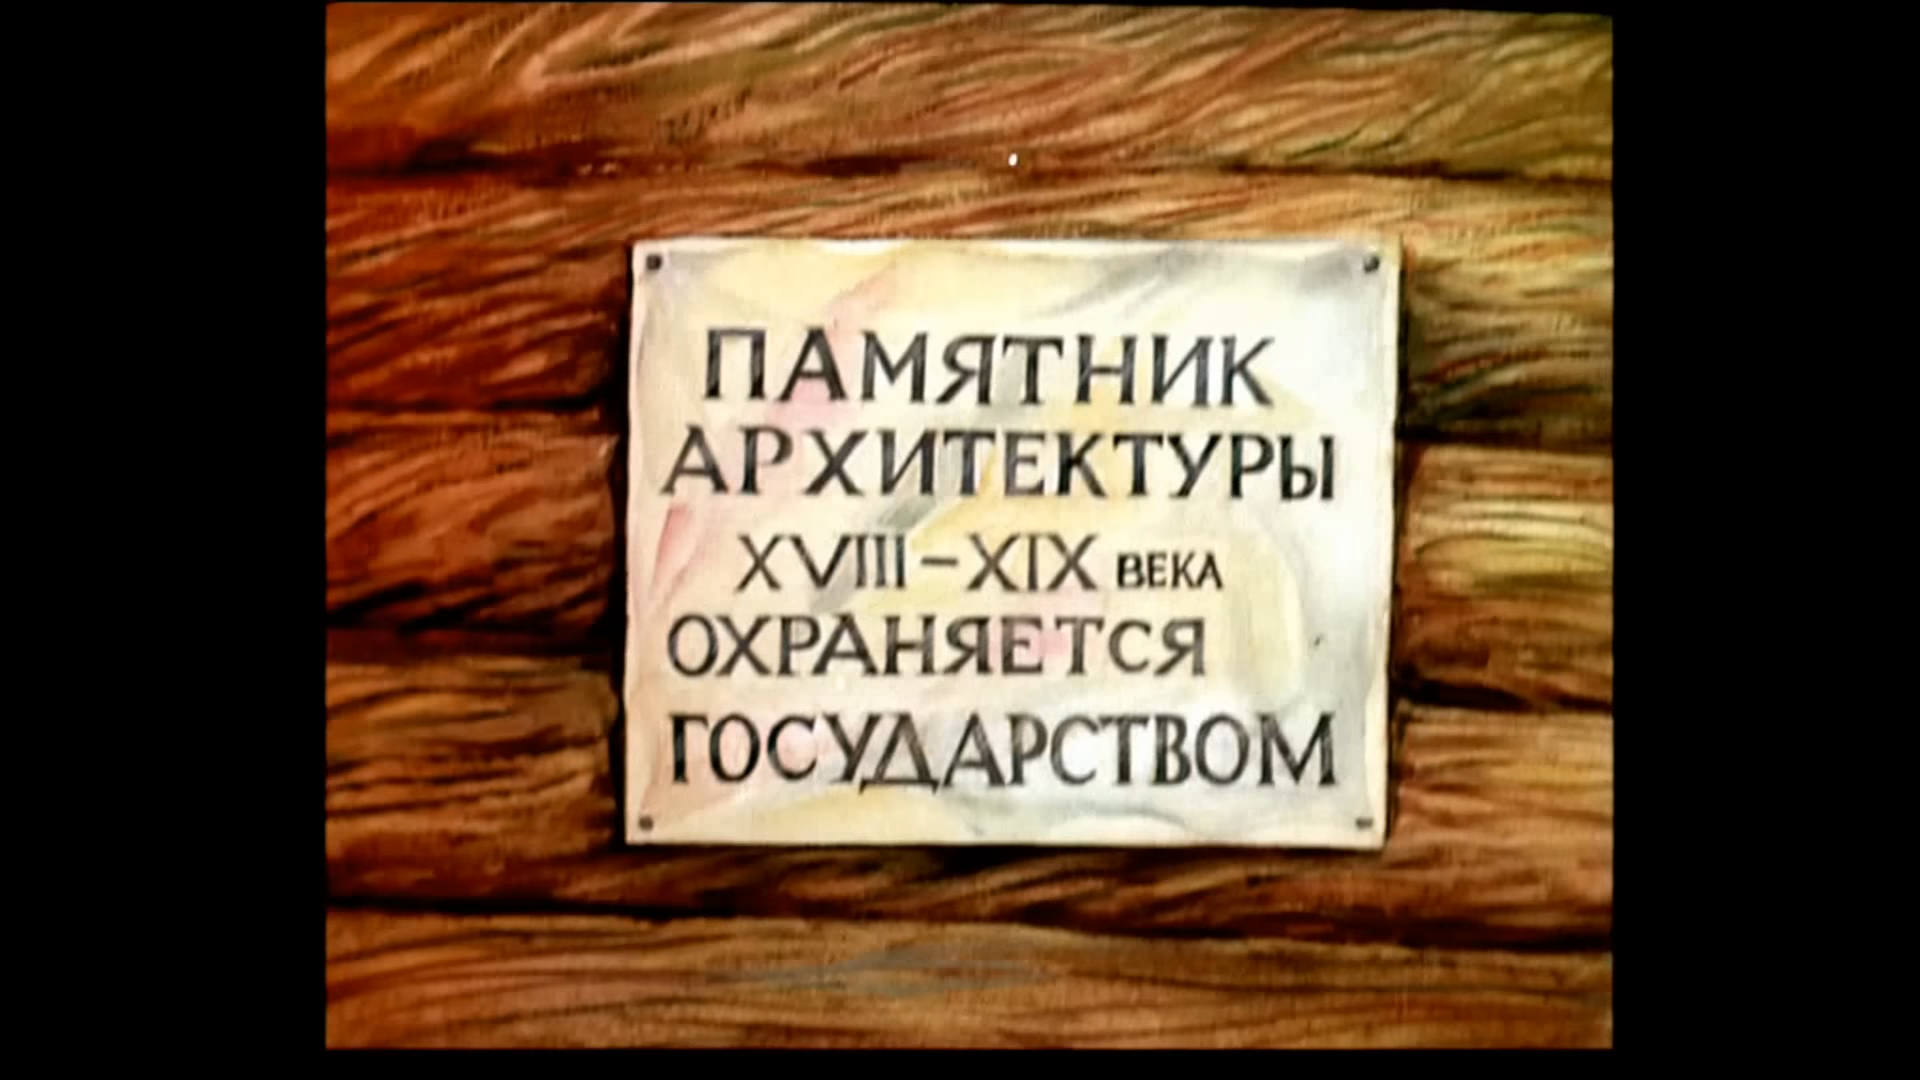 ПАМЯТНИК
АРХИТЕКТУРЫ
XVIII–XIX ВЕКА
ОХРАНЯЕТСЯ
ГОСУДАРСТВОМ